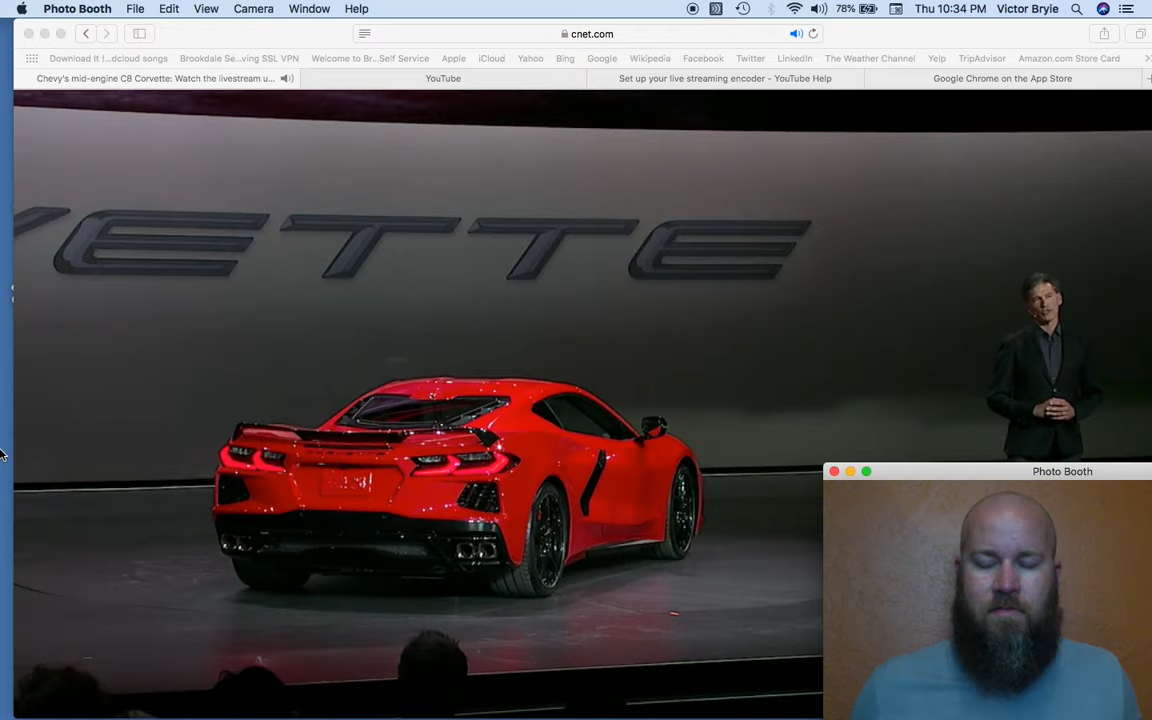 Photo Booth File Edit View Camera Window Help 78% Thu 10:34 PM Victor Bryie
cnet.com
Download It !...dcloud songs Brookdale Se...ving SSL VPN Welcome to Br...Self Service Apple iCloud Yahoo Bing Google Wikipedia Facebook Twitter LinkedIn The Weather Channel Yelp TripAdvisor Amazon.com Store Card
Chevy's mid-engine C8 Corvette: Watch the livestream u... YouTube Set up your live streaming encoder - YouTube Help Google Chrome on the App Store
VETTE
Photo Booth